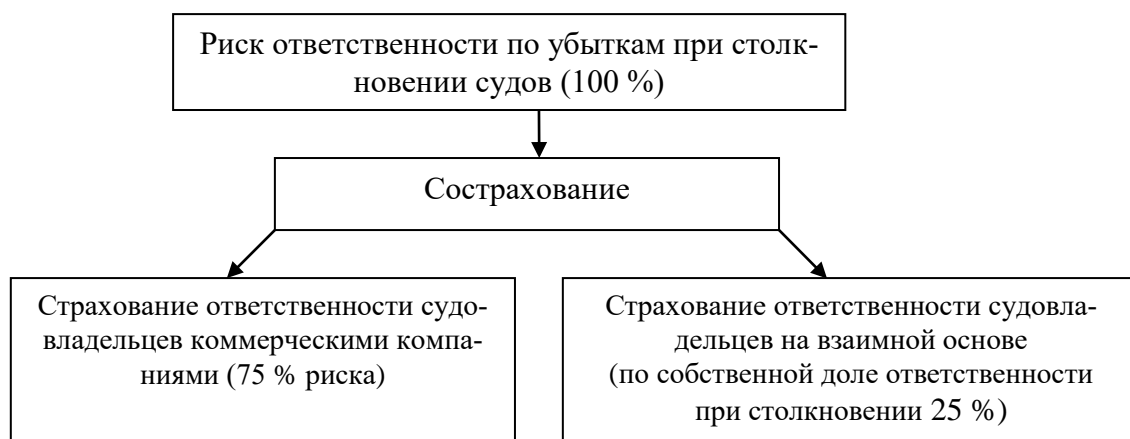 Риск ответственности по убыткам при столк-
новении судов (100 %)
Сострахование
Страхование ответственности судо-
владельцев коммерческими компа-
ниями (75 % риска)
Страхование ответственности судовла-
дельцев на взаимной основе
(по собственной доле ответственности
при столкновении 25 %)